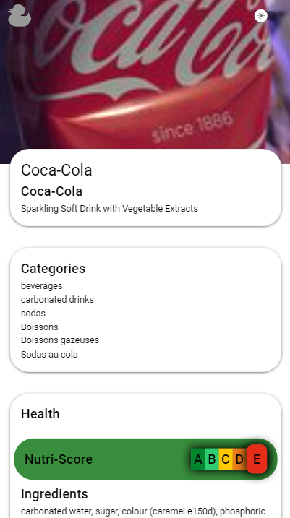 Coca-Cola
since 1886
Coca-Cola
Coca-Cola
Sparkling Soft Drink with Vegetable Extracts
Categories
beverages
carbonated drinks
sodas
Boissons
Boissons gazeuses
Sodas au cola
Health
Nutri-Score
A B C D E
Ingredients
carbonated water, sugar, colour (caramel e150d), phosphoric